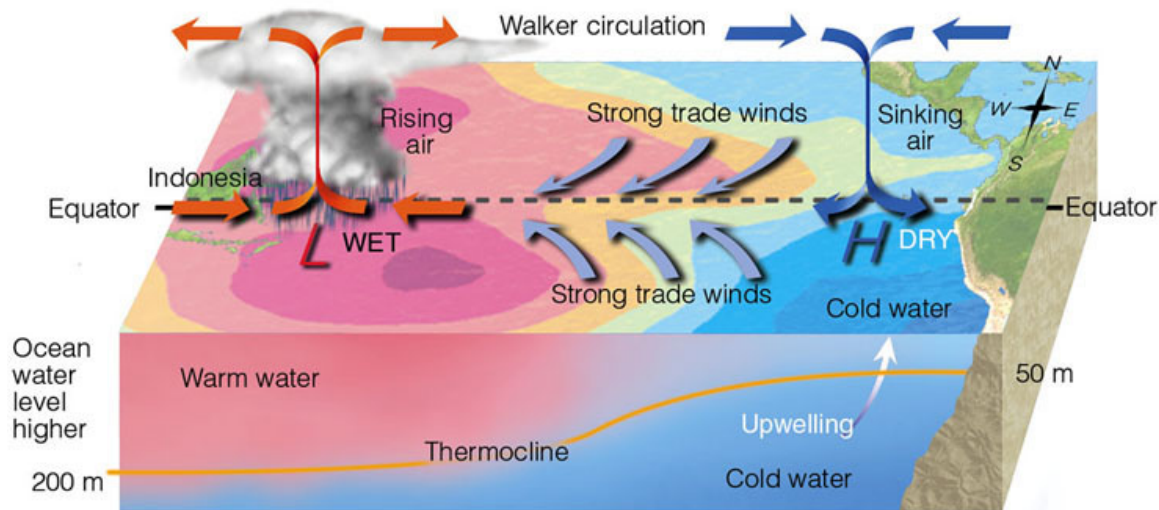 Walker circulation
N
W E
S
Strong trade winds
Rising
air
Sinking
air
Indonesia
Equator
Equator
L WET
H DRY
Strong trade winds
Cold water
Ocean
water
level
higher
Warm water
50 m
Upwelling
Thermocline
200 m
Cold water